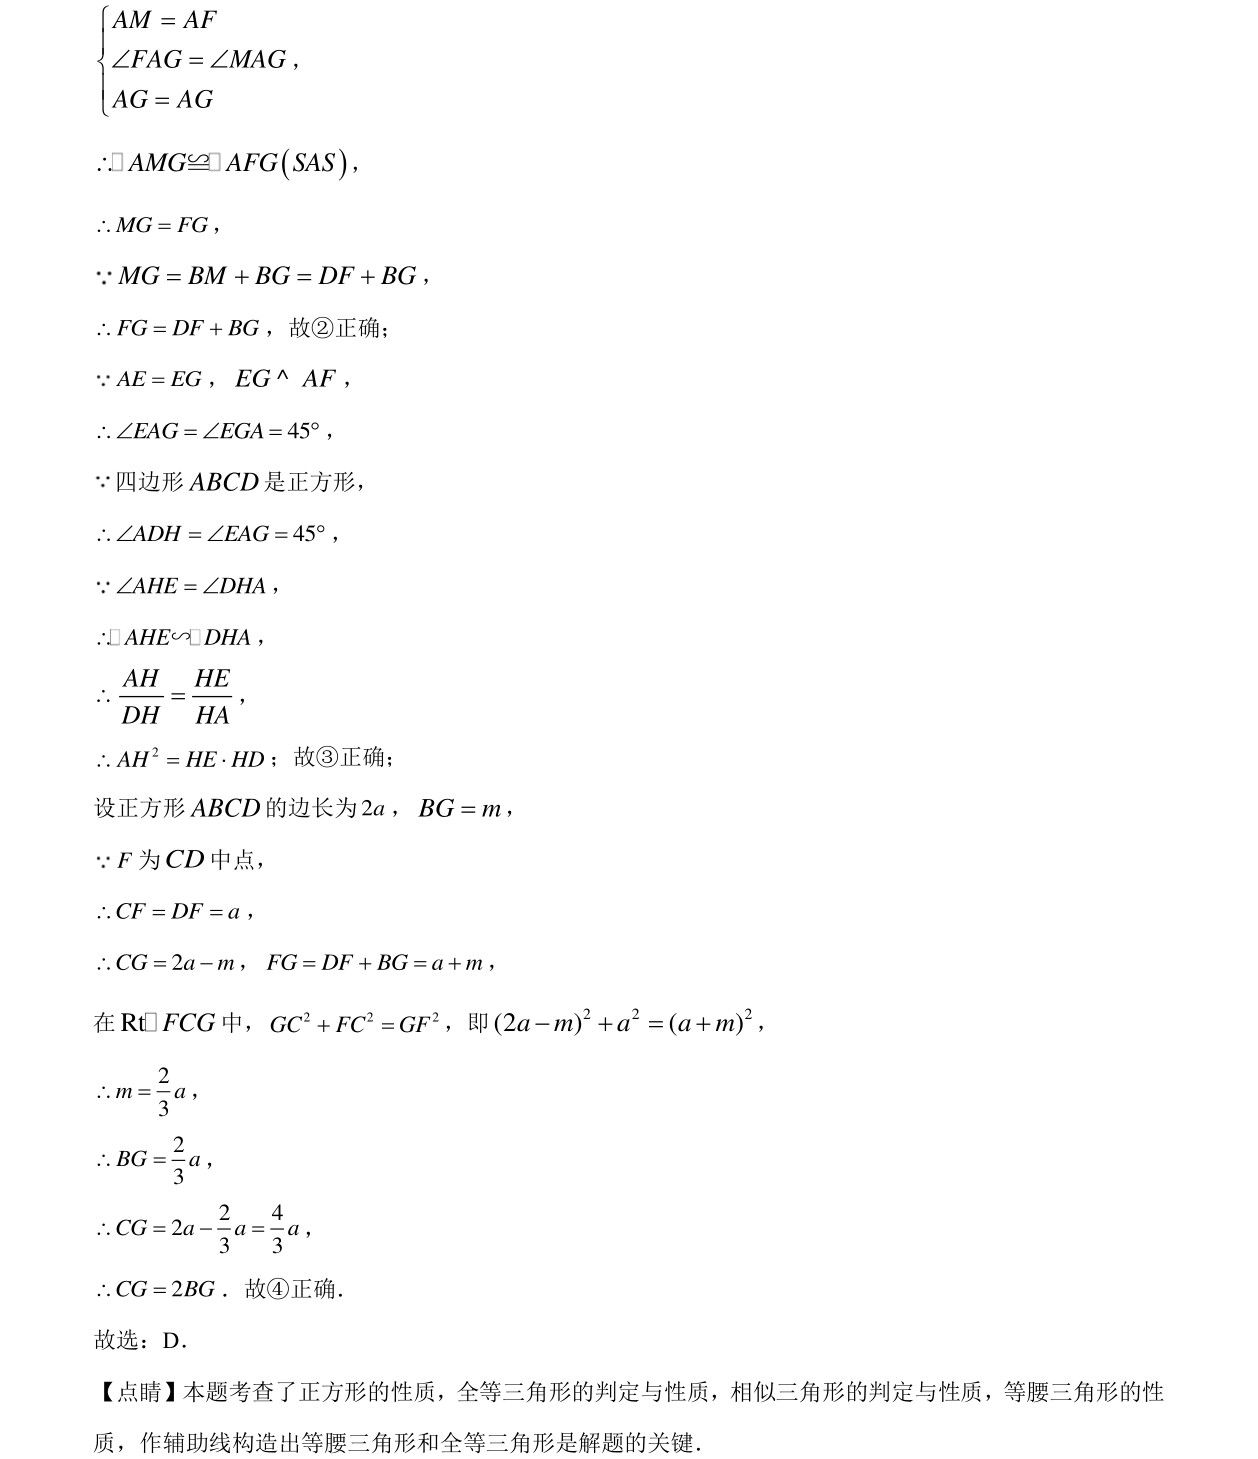 {AM = AF
∠FAG = ∠MAG，
AG = AG
∴□AMG≌□AFG(SAS)，
∴MG = FG，
∵MG = BM + BG = DF + BG，
∴FG = DF + BG，故②正确；
∵AE = EG，EG ^ AF，
∴∠EAG = ∠EGA = 45°，
∵四边形ABCD是正方形，
∴∠ADH = ∠EAG = 45°，
∵∠AHE = ∠DHA，
∴□AHE∽□DHA，
∴AH/DH = HE/HA，
∴AH² = HE·HD；故③正确；
设正方形ABCD的边长为2a，BG = m，
∵F为CD中点，
∴CF = DF = a，
∴CG = 2a − m，FG = DF + BG = a + m，
在Rt□FCG中，GC² + FC² = GF²，即(2a − m)² + a² = (a + m)²，
∴m = 2/3 a，
∴BG = 2/3 a，
∴CG = 2a − 2/3 a = 4/3 a，
∴CG = 2BG．故④正确．
故选：D．
【点睛】本题考查了正方形的性质，全等三角形的判定与性质，相似三角形的判定与性质，等腰三角形的性
质，作辅助线构造出等腰三角形和全等三角形是解题的关键．